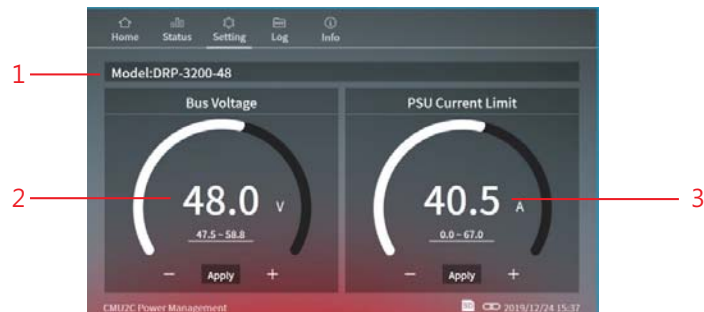 Home Status Setting Log Info
1 Model:DRP-3200-48
Bus Voltage PSU Current Limit
2 48.0 V 40.5 A 3
47.5 ~ 58.8 0.0 ~ 67.0
− Apply + − Apply +
CMU2C Power Management SD 2019/12/24 15:37